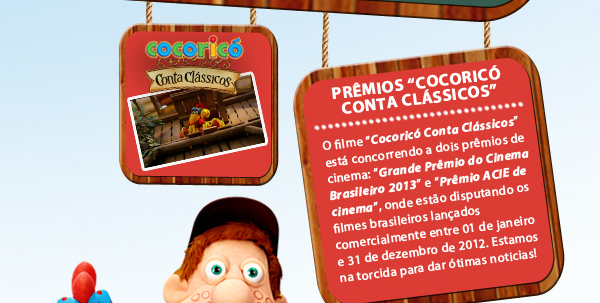 COCORICÓ
Conta Clássicos
PRÊMIOS “COCORICÓ
CONTA CLÁSSICOS”
O filme "Cocoricó Conta Clássicos"
está concorrendo a dois prêmios de
cinema: "Grande Prêmio do Cinema
Brasileiro 2013" e "Prêmio ACIE de
cinema", onde estão disputando os
filmes brasileiros lançados
comercialmente entre 01 de janeiro
e 31 de dezembro de 2012. Estamos
na torcida para dar ótimas noticias!